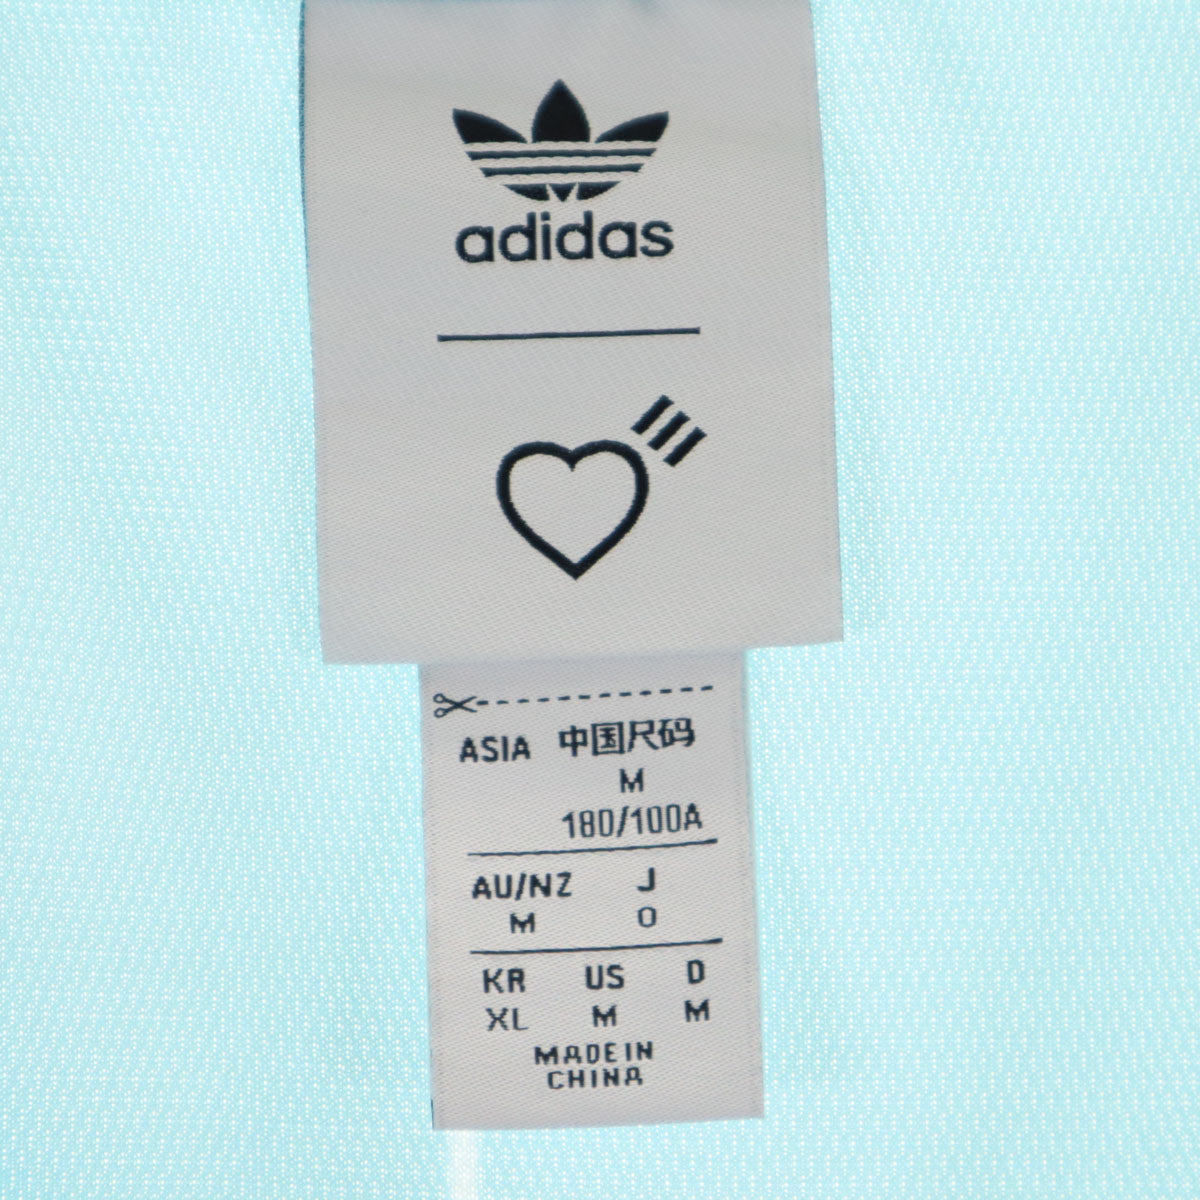 adidas
ASIA 中国尺码
M
180/100A
AU/NZ J
M O
KR US D
XL M M
MADE IN
CHINA